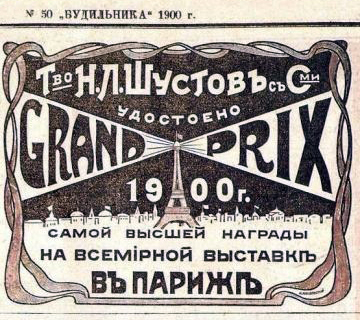 № 50 „БУДИЛЬНИКА“ 1900 г.
Тво Н.Л.ШУСТОВЪ съ Сми
УДОСТОЕНО
GRAND PRIX
1900г.
САМОЙ ВЫСШЕЙ НАГРАДЫ
НА ВСЕМІРНОЙ ВЫСТАВКѢ
ВЪ ПАРИЖѢ